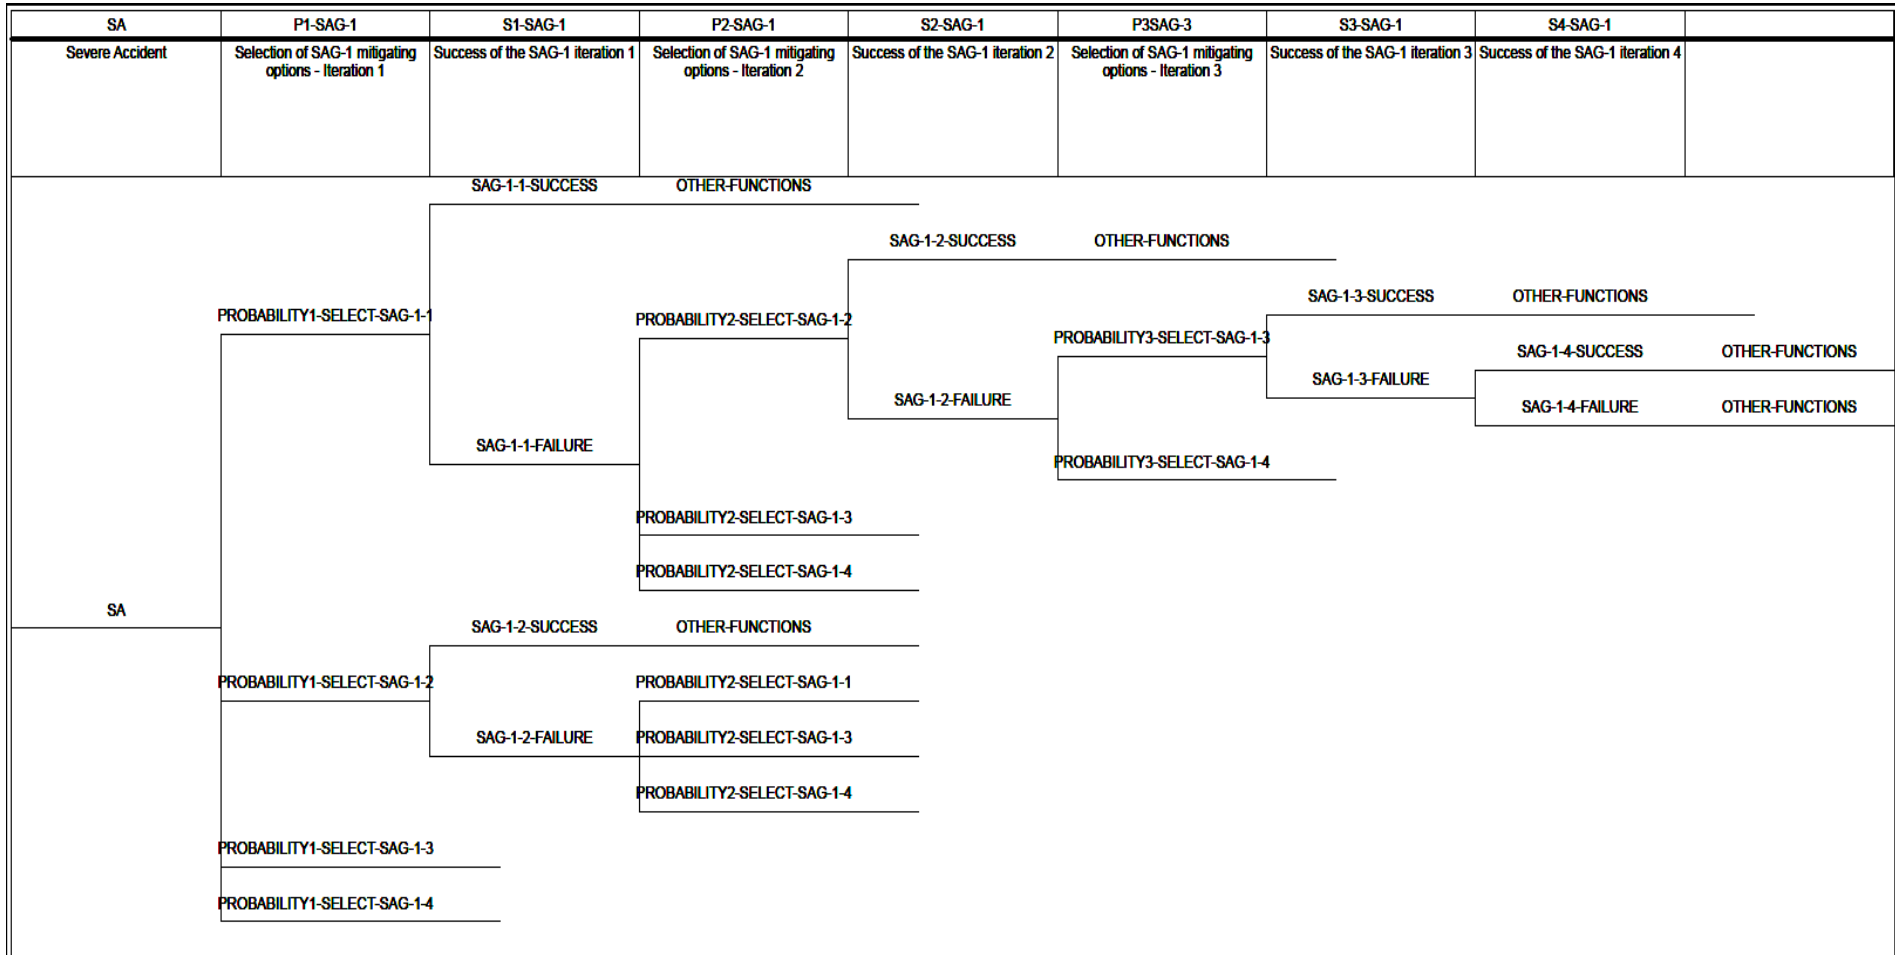 SA
P1-SAG-1
S1-SAG-1
P2-SAG-1
S2-SAG-1
P3SAG-3
S3-SAG-1
S4-SAG-1
Severe Accident
Selection of SAG-1 mitigating
options - Iteration 1
Success of the SAG-1 iteration 1
Selection of SAG-1 mitigating
options - Iteration 2
Success of the SAG-1 iteration 2
Selection of SAG-1 mitigating
options - Iteration 3
Success of the SAG-1 iteration 3
Success of the SAG-1 iteration 4
SAG-1-1-SUCCESS
OTHER-FUNCTIONS
SAG-1-2-SUCCESS
OTHER-FUNCTIONS
SAG-1-3-SUCCESS
OTHER-FUNCTIONS
PROBABILITY1-SELECT-SAG-1-1
PROBABILITY2-SELECT-SAG-1-2
PROBABILITY3-SELECT-SAG-1-3
SAG-1-4-SUCCESS
OTHER-FUNCTIONS
SAG-1-3-FAILURE
SAG-1-2-FAILURE
SAG-1-4-FAILURE
OTHER-FUNCTIONS
SAG-1-1-FAILURE
PROBABILITY3-SELECT-SAG-1-4
PROBABILITY2-SELECT-SAG-1-3
PROBABILITY2-SELECT-SAG-1-4
SA
SAG-1-2-SUCCESS
OTHER-FUNCTIONS
PROBABILITY1-SELECT-SAG-1-2
PROBABILITY2-SELECT-SAG-1-1
SAG-1-2-FAILURE
PROBABILITY2-SELECT-SAG-1-3
PROBABILITY2-SELECT-SAG-1-4
PROBABILITY1-SELECT-SAG-1-3
PROBABILITY1-SELECT-SAG-1-4